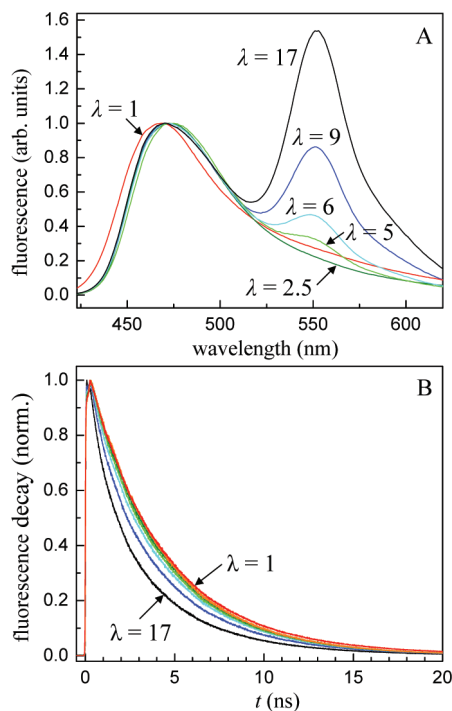 A
fluorescence (arb. units)
1.6
1.4
1.2
1.0
0.8
0.6
0.4
0.2
0.0
λ = 17
λ = 1
λ = 9
λ = 6
λ = 5
λ = 2.5
450
500
550
600
wavelength (nm)
B
fluorescence decay (norm.)
1.0
0.8
0.6
0.4
0.2
0.0
λ = 1
λ = 17
0
5
10
15
20
t (ns)